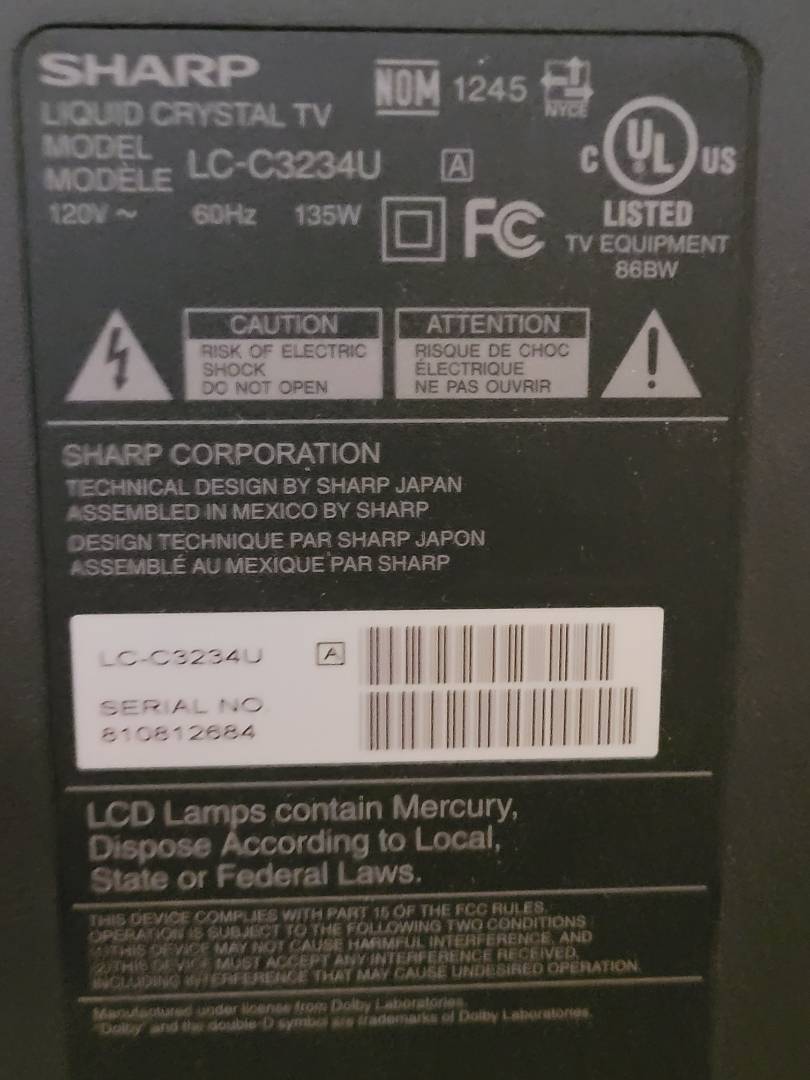 SHARP
NOM 1245 NYCE
LIQUID CRYSTAL TV
MODEL
MODÈLE LC-C3234U A
C UL US
120V ~ 60Hz 135W FC
LISTED
TV EQUIPMENT
86BW
CAUTION
RISK OF ELECTRIC
SHOCK
DO NOT OPEN
ATTENTION
RISQUE DE CHOC
ÉLECTRIQUE
NE PAS OUVRIR
SHARP CORPORATION
TECHNICAL DESIGN BY SHARP JAPAN
ASSEMBLED IN MEXICO BY SHARP
DESIGN TECHNIQUE PAR SHARP JAPON
ASSEMBLÉ AU MEXIQUE PAR SHARP
LC-C3234U A
SERIAL NO.
810812684
LCD Lamps contain Mercury,
Dispose According to Local,
State or Federal Laws.
THIS DEVICE COMPLIES WITH PART 15 OF THE FCC RULES.
OPERATION IS SUBJECT TO THE FOLLOWING TWO CONDITIONS:
(1)THIS DEVICE MAY NOT CAUSE HARMFUL INTERFERENCE, AND
(2)THIS DEVICE MUST ACCEPT ANY INTERFERENCE RECEIVED,
INCLUDING INTERFERENCE THAT MAY CAUSE UNDESIRED OPERATION.
Manufactured under license from Dolby Laboratories.
"Dolby" and the double-D symbol are trademarks of Dolby Laboratories.